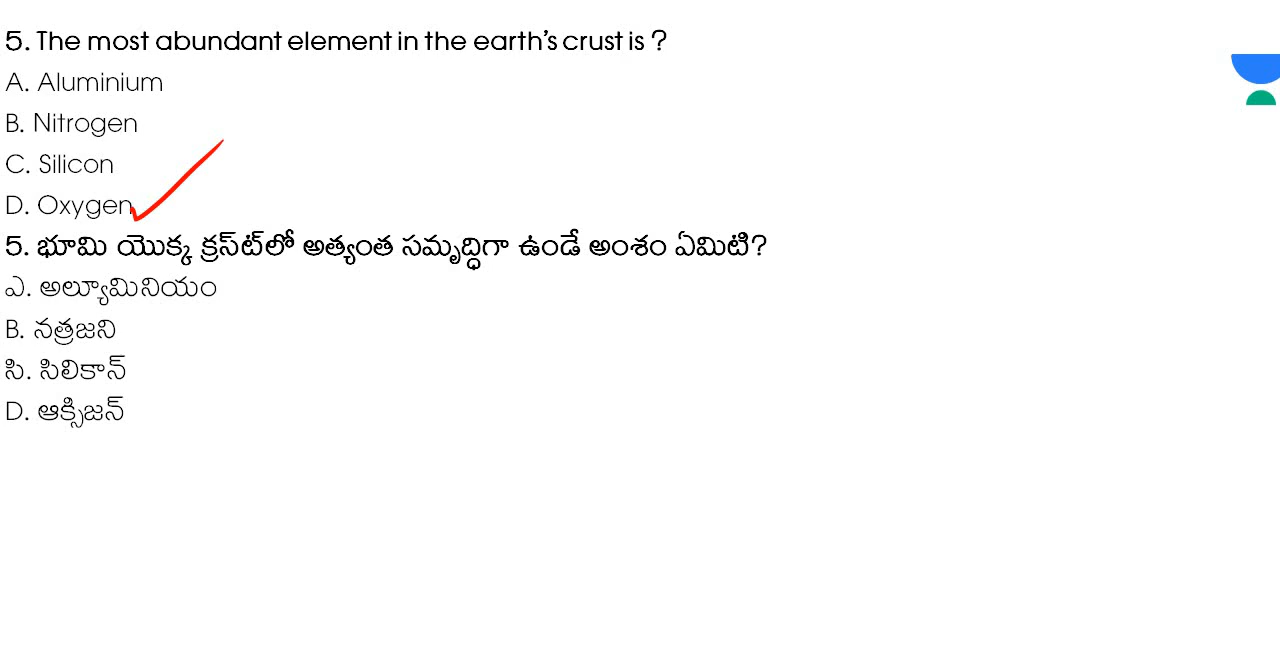 5. The most abundant element in the earth's crust is ?
A. Aluminium
B. Nitrogen
C. Silicon
D. Oxygen
5. భూమి యొక్క క్రస్ట్‌లో అత్యంత సమృద్ధిగా ఉండే అంశం ఏమిటి?
ఎ. అల్యూమినియం
B. నత్రజని
సి. సిలికాన్
D. ఆక్సిజన్